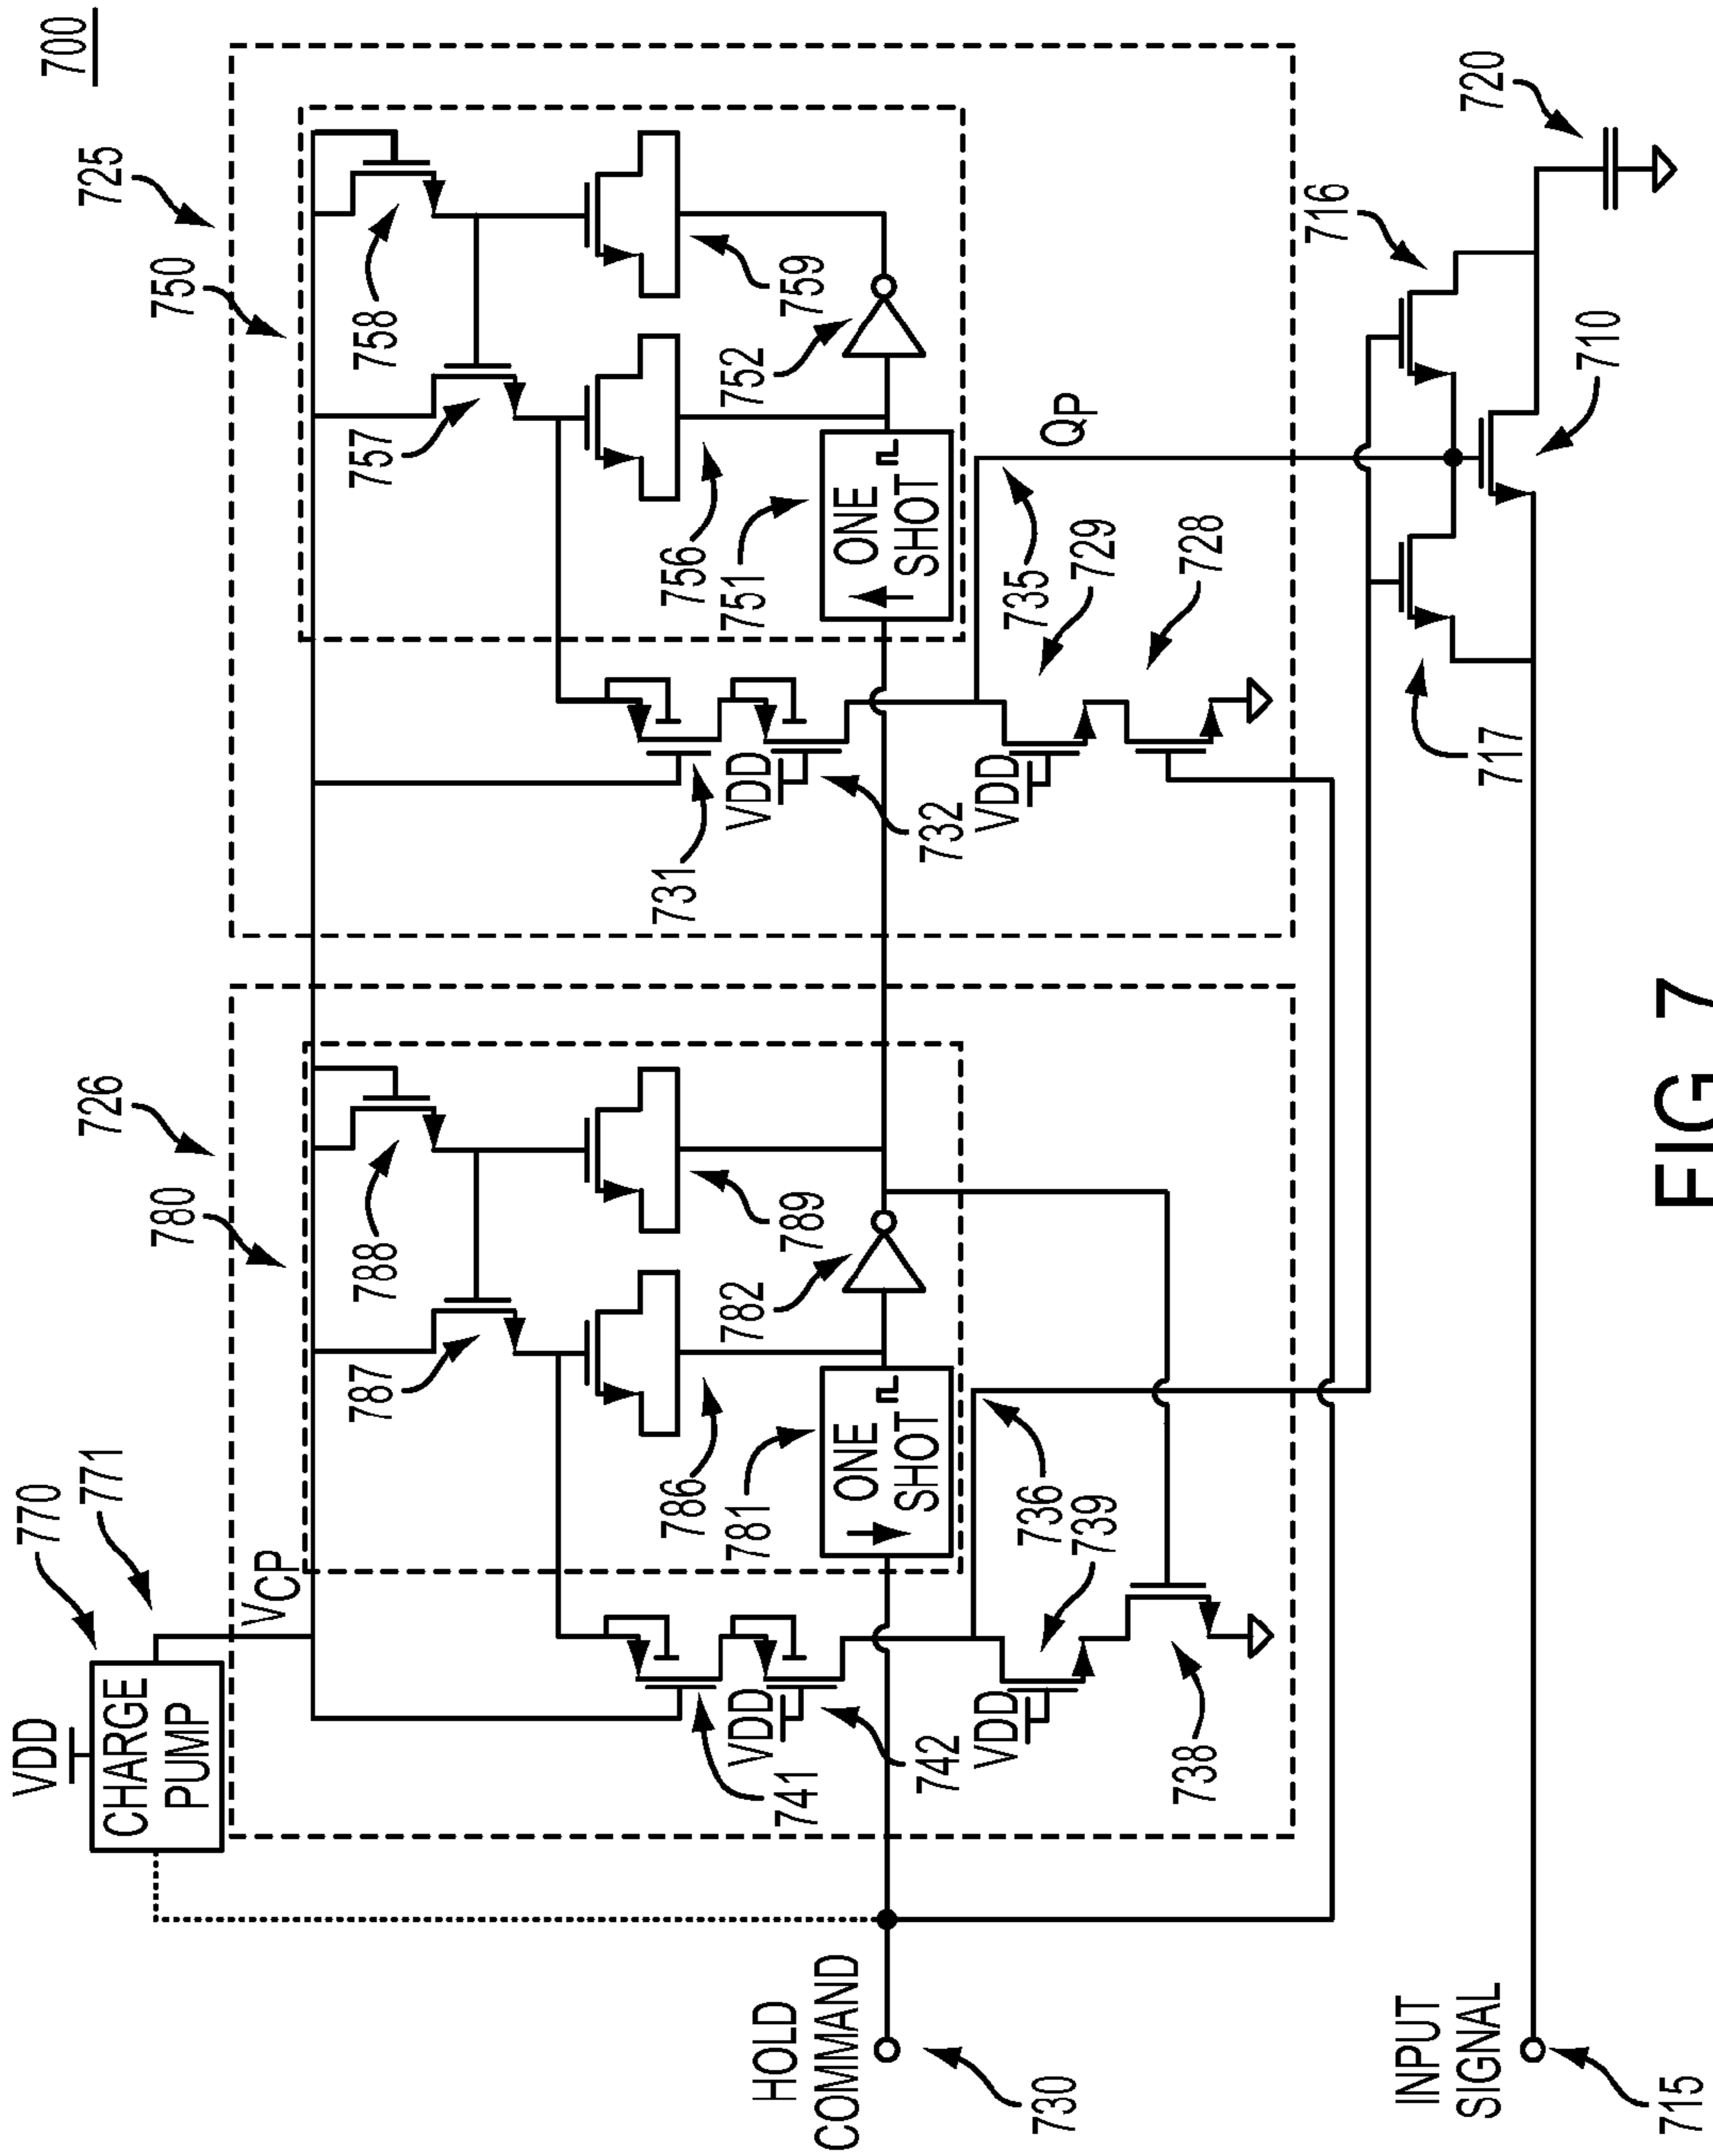 700
725
750
758
757
759
752
756
751
ONE
SHOT
QP
735
729
728
731
VDD
732
VDD
716
720
710
717
726
780
788
787
789
782
786
781
ONE
SHOT
736
739
738
741
VDD
742
VDD
770
771
VCP
VDD
CHARGE
PUMP
HOLD
COMMAND
730
INPUT
SIGNAL
715
FIG 7